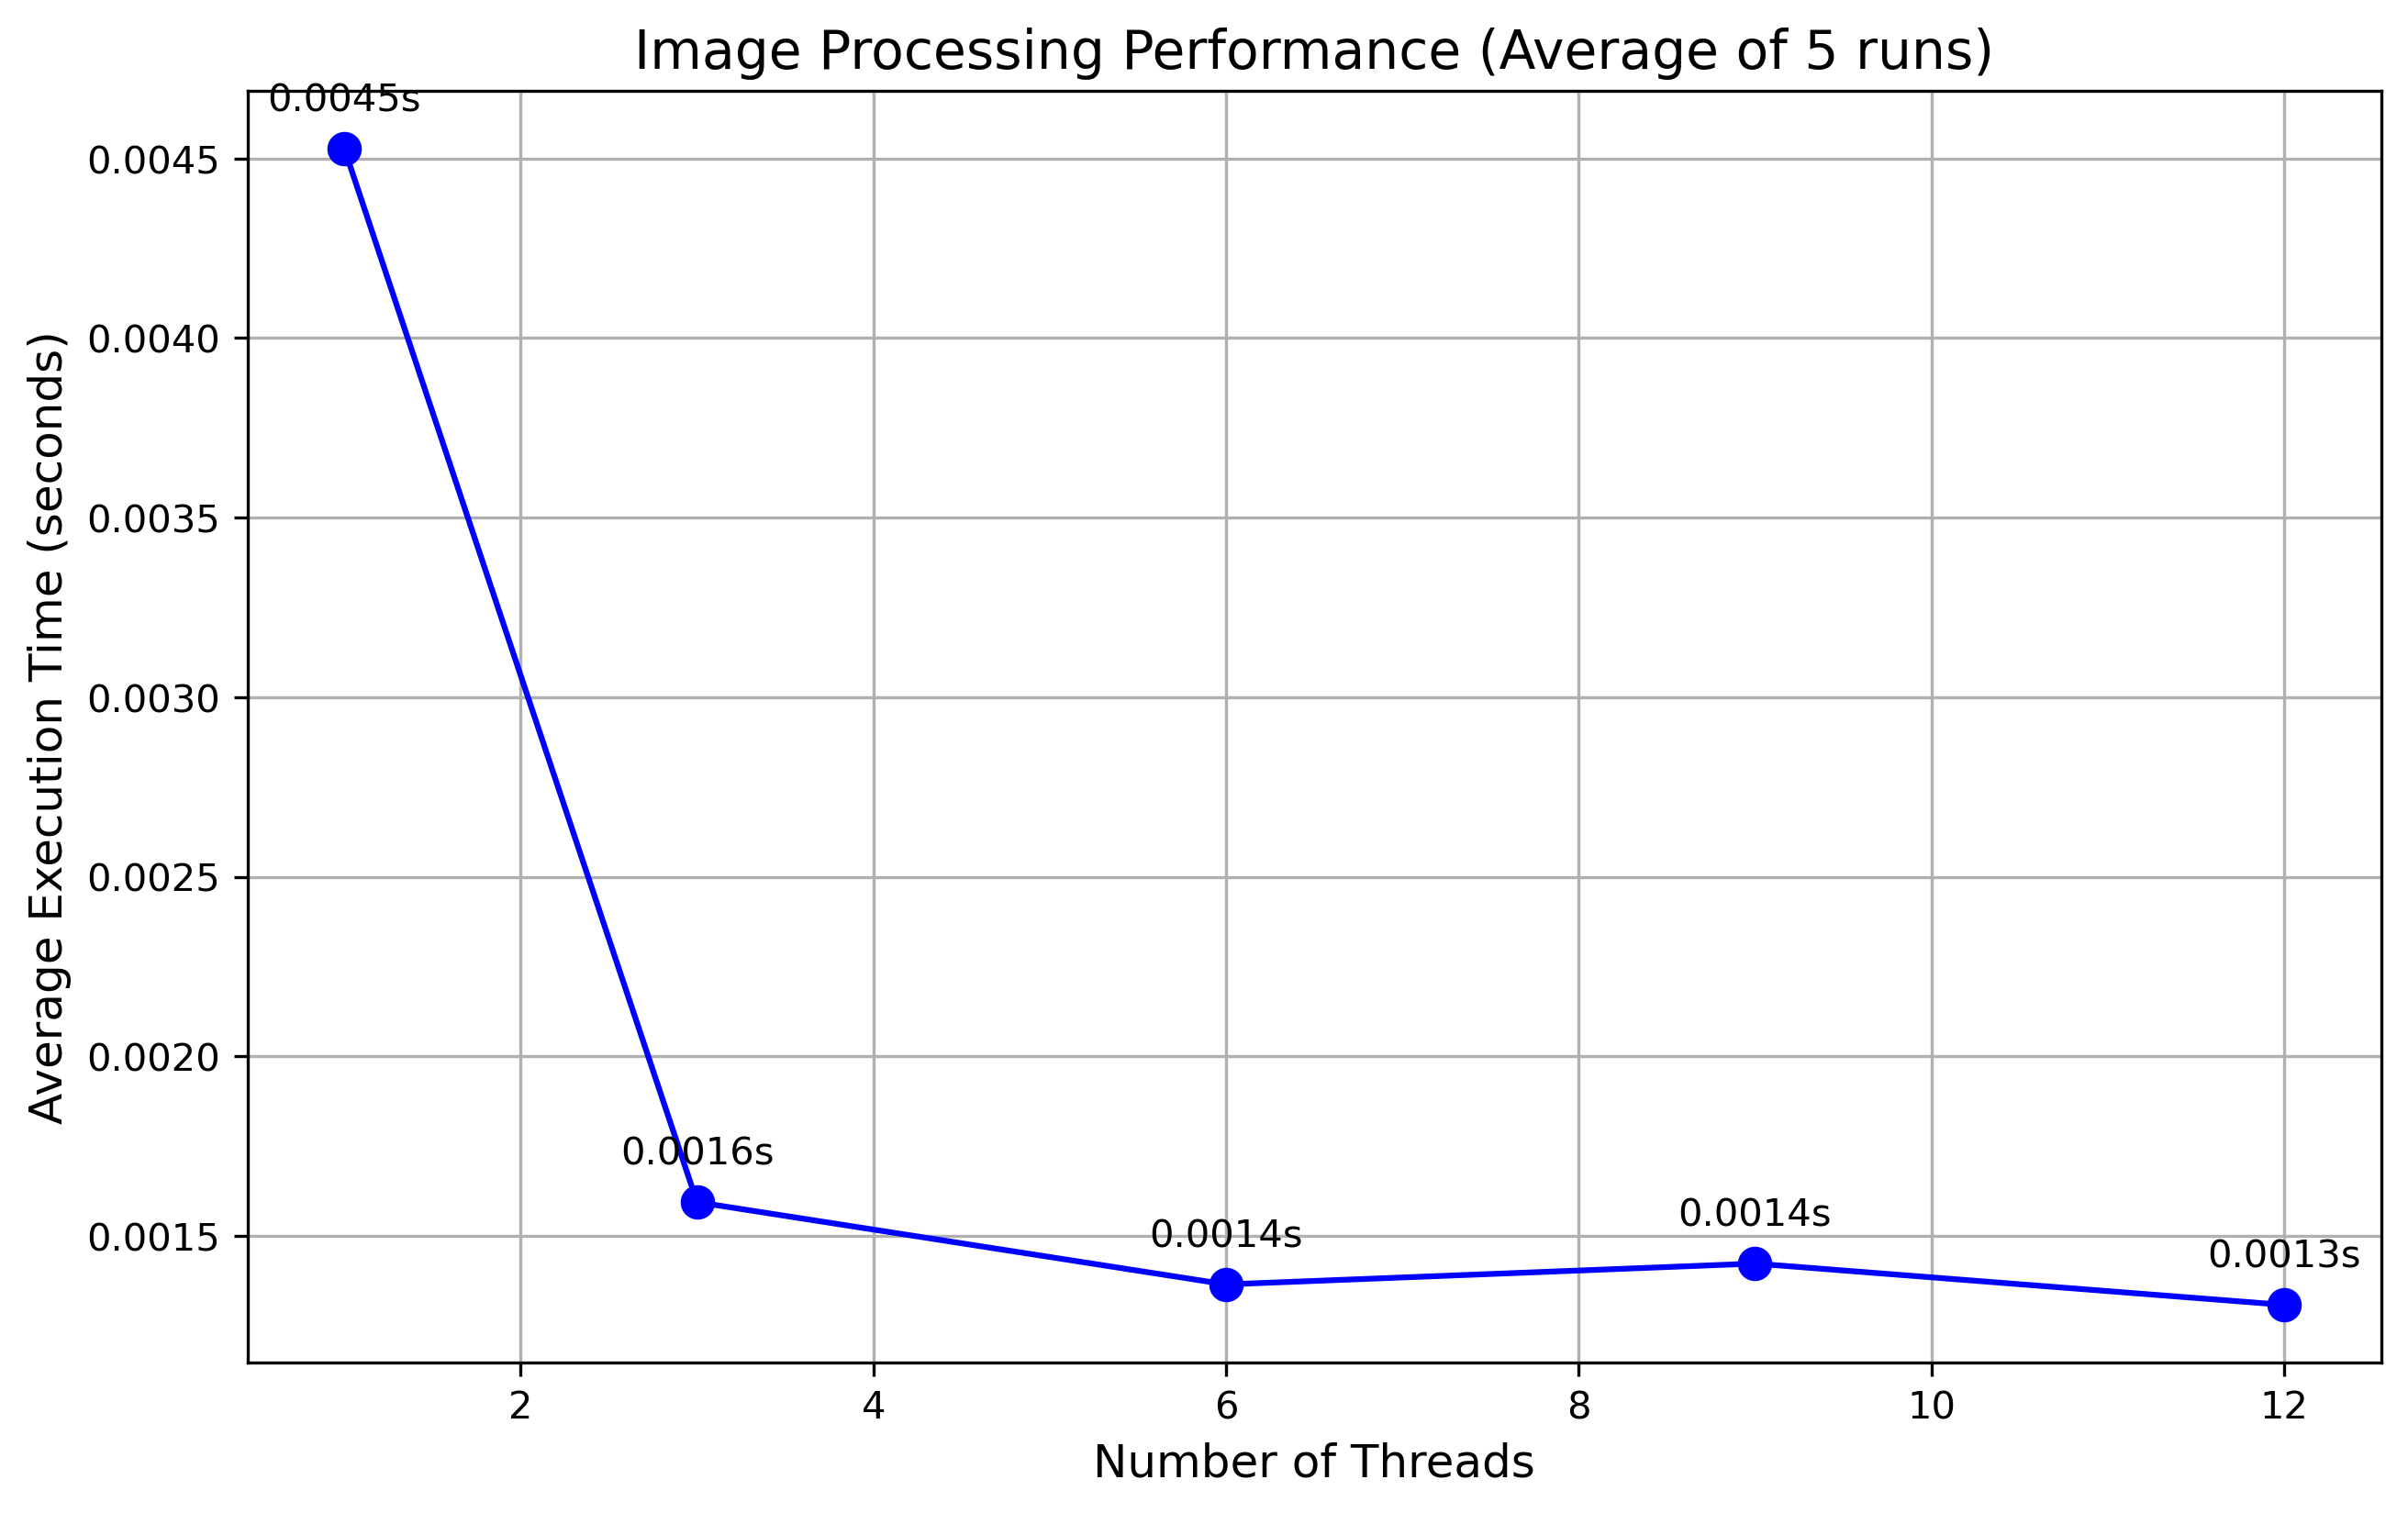 Image Processing Performance (Average of 5 runs)
0.0045s
0.0045
0.0040
0.0035
0.0030
0.0025
0.0020
0.0015
Average Execution Time (seconds)
0.0016s
0.0014s
0.0014s
0.0013s
2
4
6
8
10
12
Number of Threads